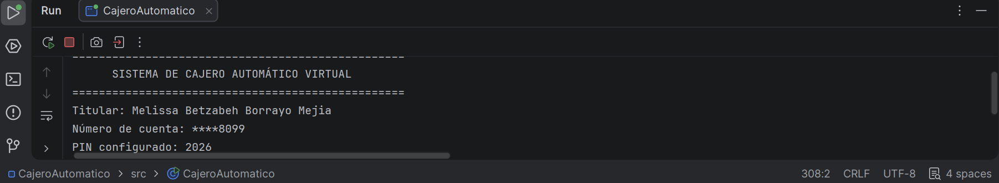 Run CajeroAutomatico
==================================================
SISTEMA DE CAJERO AUTOMÁTICO VIRTUAL
==================================================
Titular: Melissa Betzabeh Borrayo Mejia
Número de cuenta: ****8099
PIN configurado: 2026
CajeroAutomatico > src > CajeroAutomatico 308:2 CRLF UTF-8 4 spaces